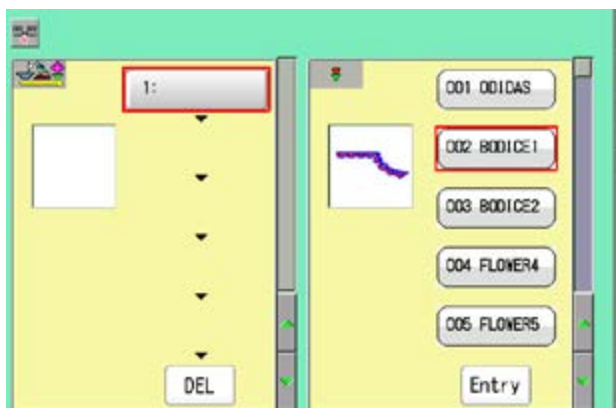 1:
DEL
001 ODIDAS
002 BODICE1
003 BODICE2
004 FLOWER4
005 FLOWER5
Entry